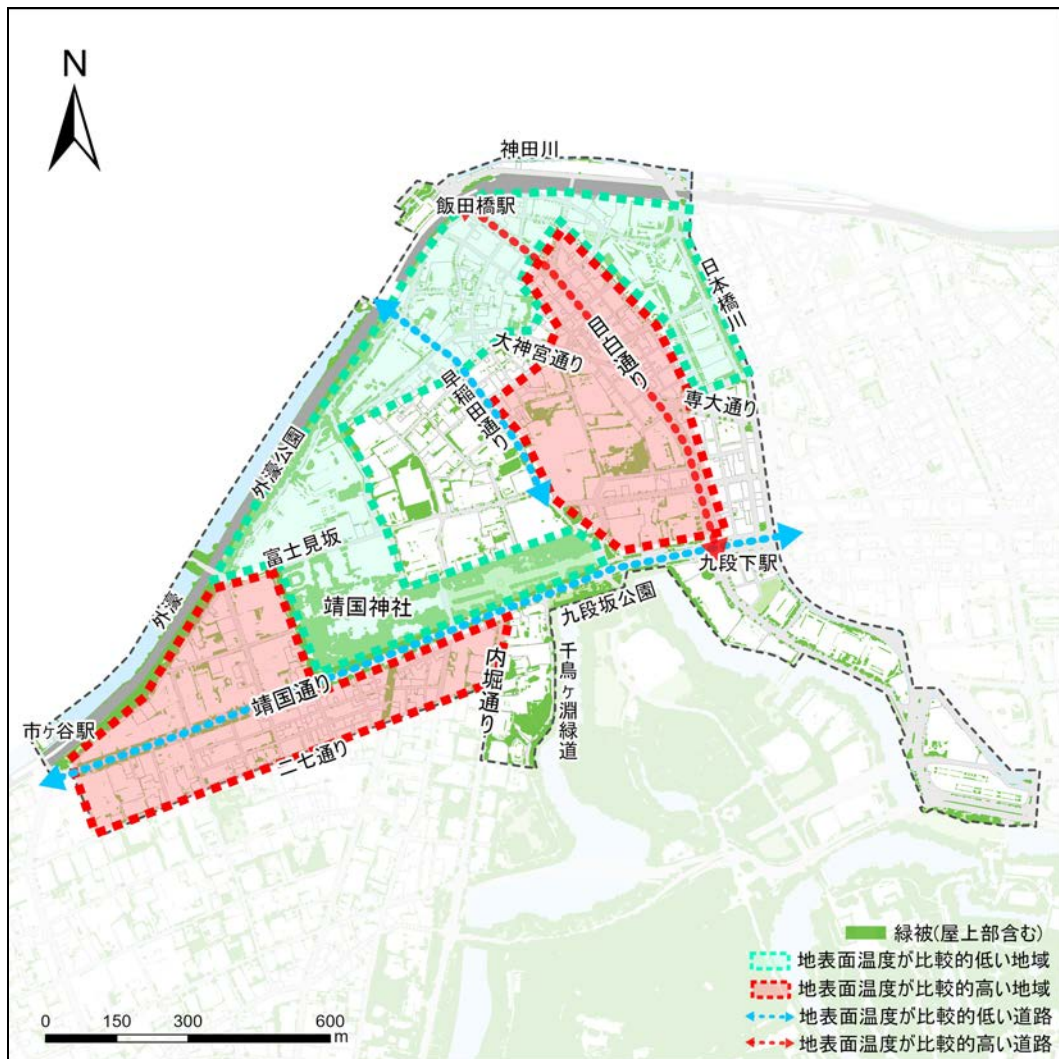 N
神田川
飯田橋駅
日本橋川
目白通り
大神宮通り
早稲田通り
専大通り
外濠公園
富士見坂
靖国神社
九段下駅
九段坂公園
外濠
千鳥ヶ淵緑道
内堀通り
靖国通り
市ヶ谷駅
二七通り
緑被(屋上部含む)
地表面温度が比較的低い地域
地表面温度が比較的高い地域
地表面温度が比較的低い道路
地表面温度が比較的高い道路
0 150 300 600
m